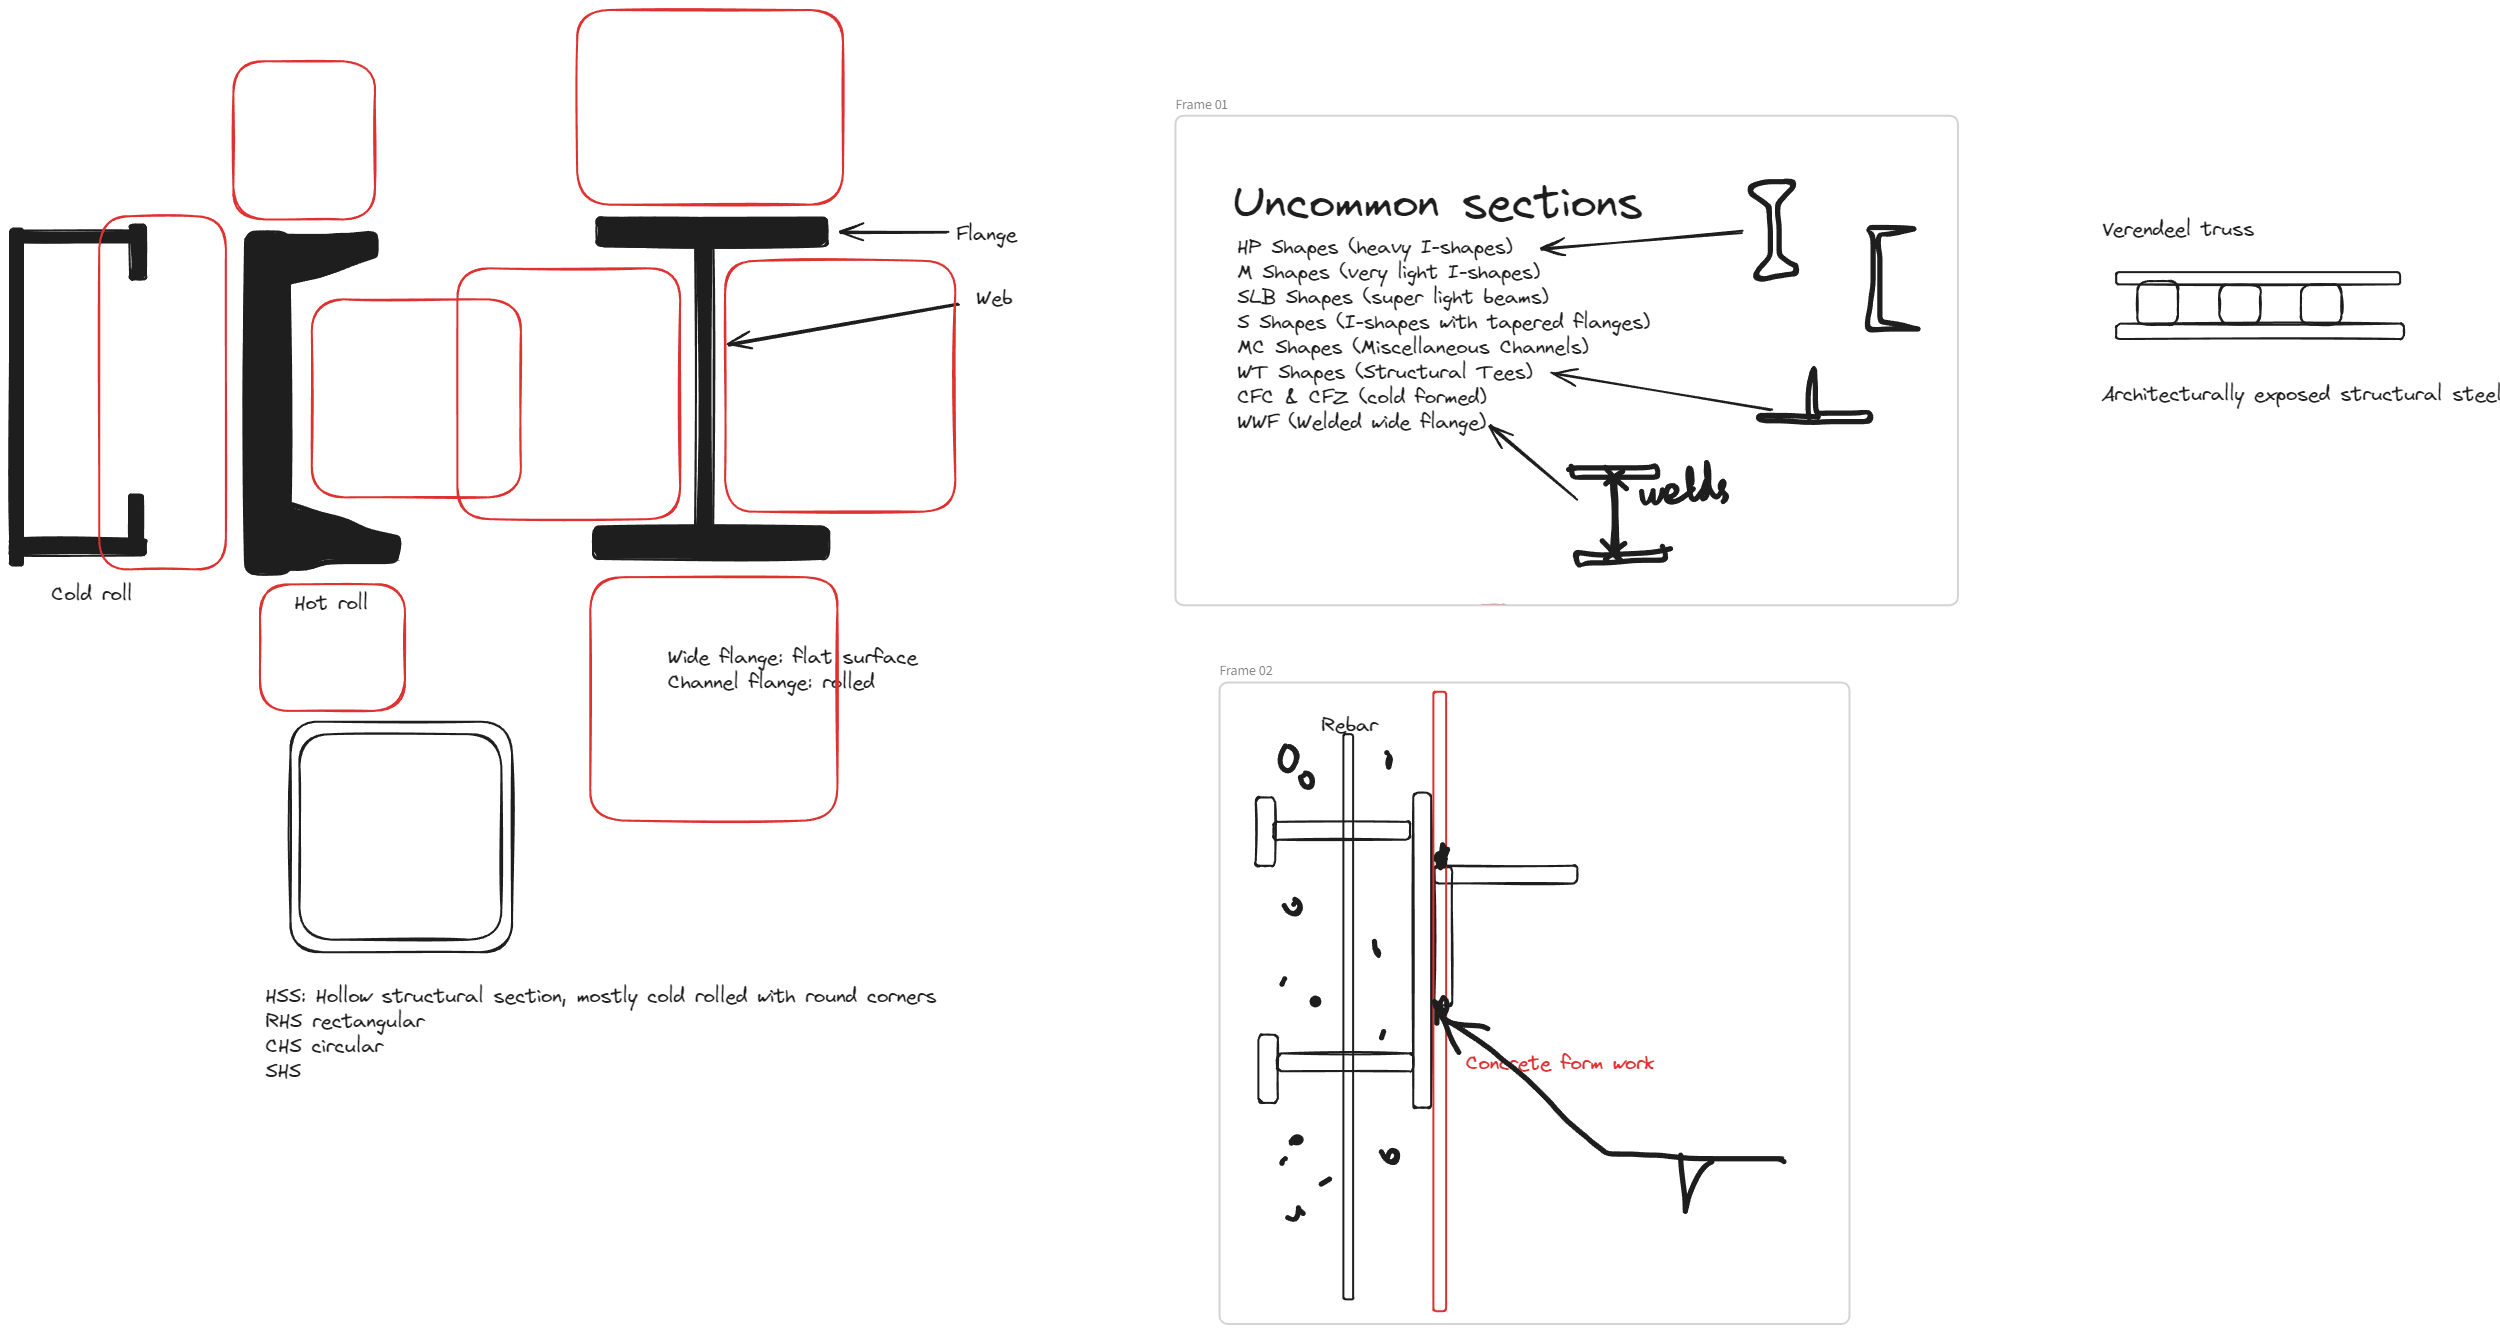 Flange
Web
Cold roll
Hot roll
Wide flange: flat surface
Channel flange: rolled
HSS: Hollow structural section, mostly cold rolled with round corners
RHS rectangular
CHS circular
SHS
Frame 01
Uncommon sections
HP Shapes (heavy I-shapes)
M Shapes (very light I-shapes)
SLB Shapes (super light beams)
S Shapes (I-shapes with tapered flanges)
MC Shapes (Miscellaneous Channels)
WT Shapes (Structural Tees)
CFC & CFZ (cold formed)
WWF (Welded wide flange)
welds
Frame 02
Rebar
Concrete form work
Verendeel truss
Architecturally exposed structural steel